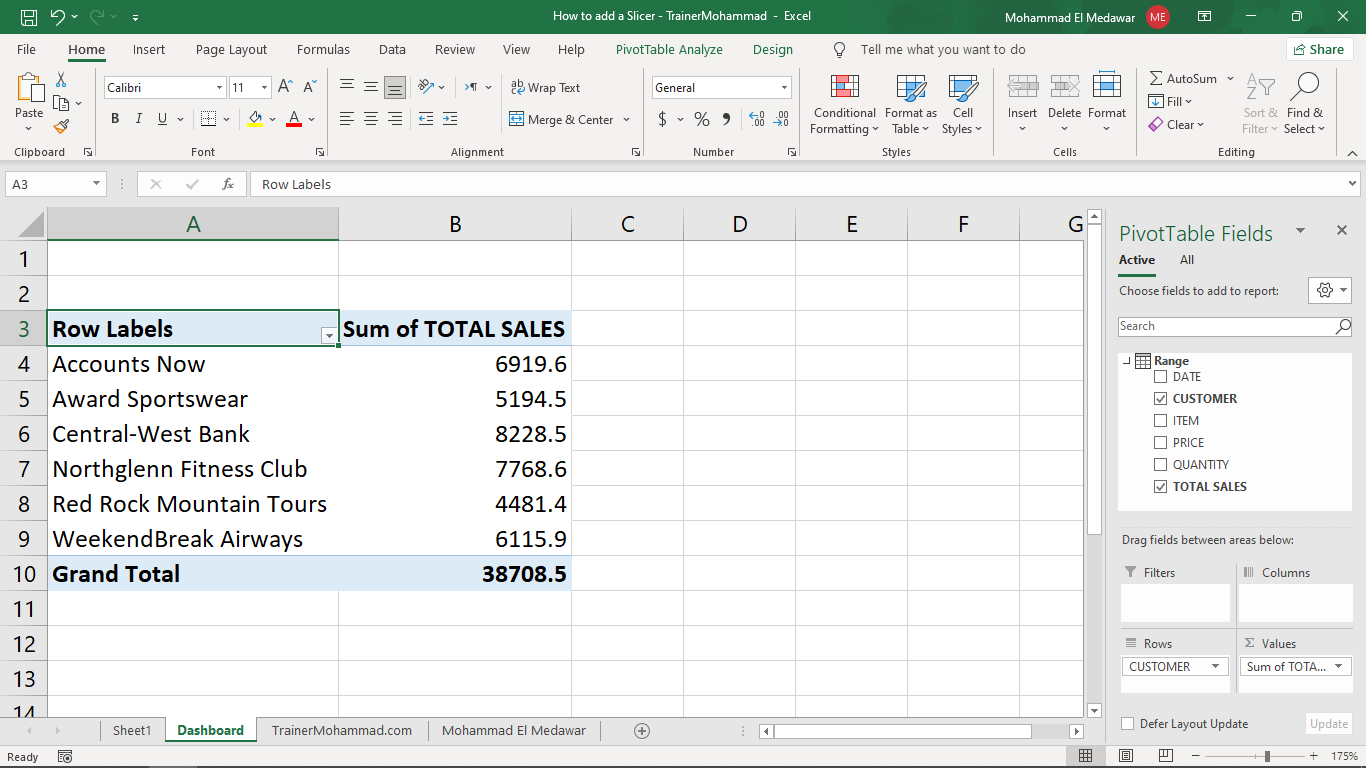 How to add a Slicer - TrainerMohammad - Excel
Mohammad El Medawar ME
File Home Insert Page Layout Formulas Data Review View Help PivotTable Analyze Design Tell me what you want to do Share
Paste
Clipboard
Calibri 11
B I U
Font
Wrap Text
Merge & Center
Alignment
General
$ % 9
Number
Conditional Formatting
Format as Table
Cell Styles
Styles
Insert Delete Format
Cells
AutoSum
Fill
Clear
Sort & Filter
Find & Select
Editing
A3 fx Row Labels
A B C D E F G
1
2
3 Row Labels Sum of TOTAL SALES
4 Accounts Now 6919.6
5 Award Sportswear 5194.5
6 Central-West Bank 8228.5
7 Northglenn Fitness Club 7768.6
8 Red Rock Mountain Tours 4481.4
9 WeekendBreak Airways 6115.9
10 Grand Total 38708.5
11
12
13
14
PivotTable Fields
Active All
Choose fields to add to report:
Search
Range
DATE
CUSTOMER
ITEM
PRICE
QUANTITY
TOTAL SALES
Drag fields between areas below:
Filters Columns
Rows Σ Values
CUSTOMER Sum of TOTA...
Defer Layout Update Update
Sheet1 Dashboard TrainerMohammad.com Mohammad El Medawar
Ready 175%